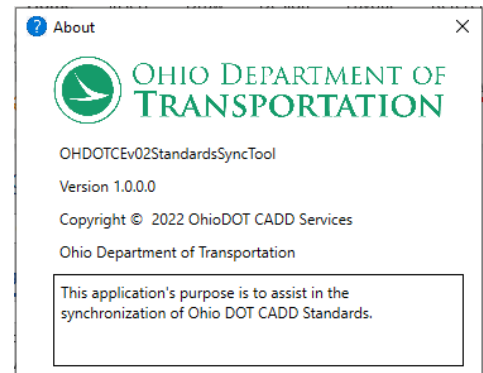 About
OHIO DEPARTMENT OF
TRANSPORTATION
OHDOTCEv02StandardsSyncTool
Version 1.0.0.0
Copyright © 2022 OhioDOT CADD Services
Ohio Department of Transportation
This application's purpose is to assist in the
synchronization of Ohio DOT CADD Standards.